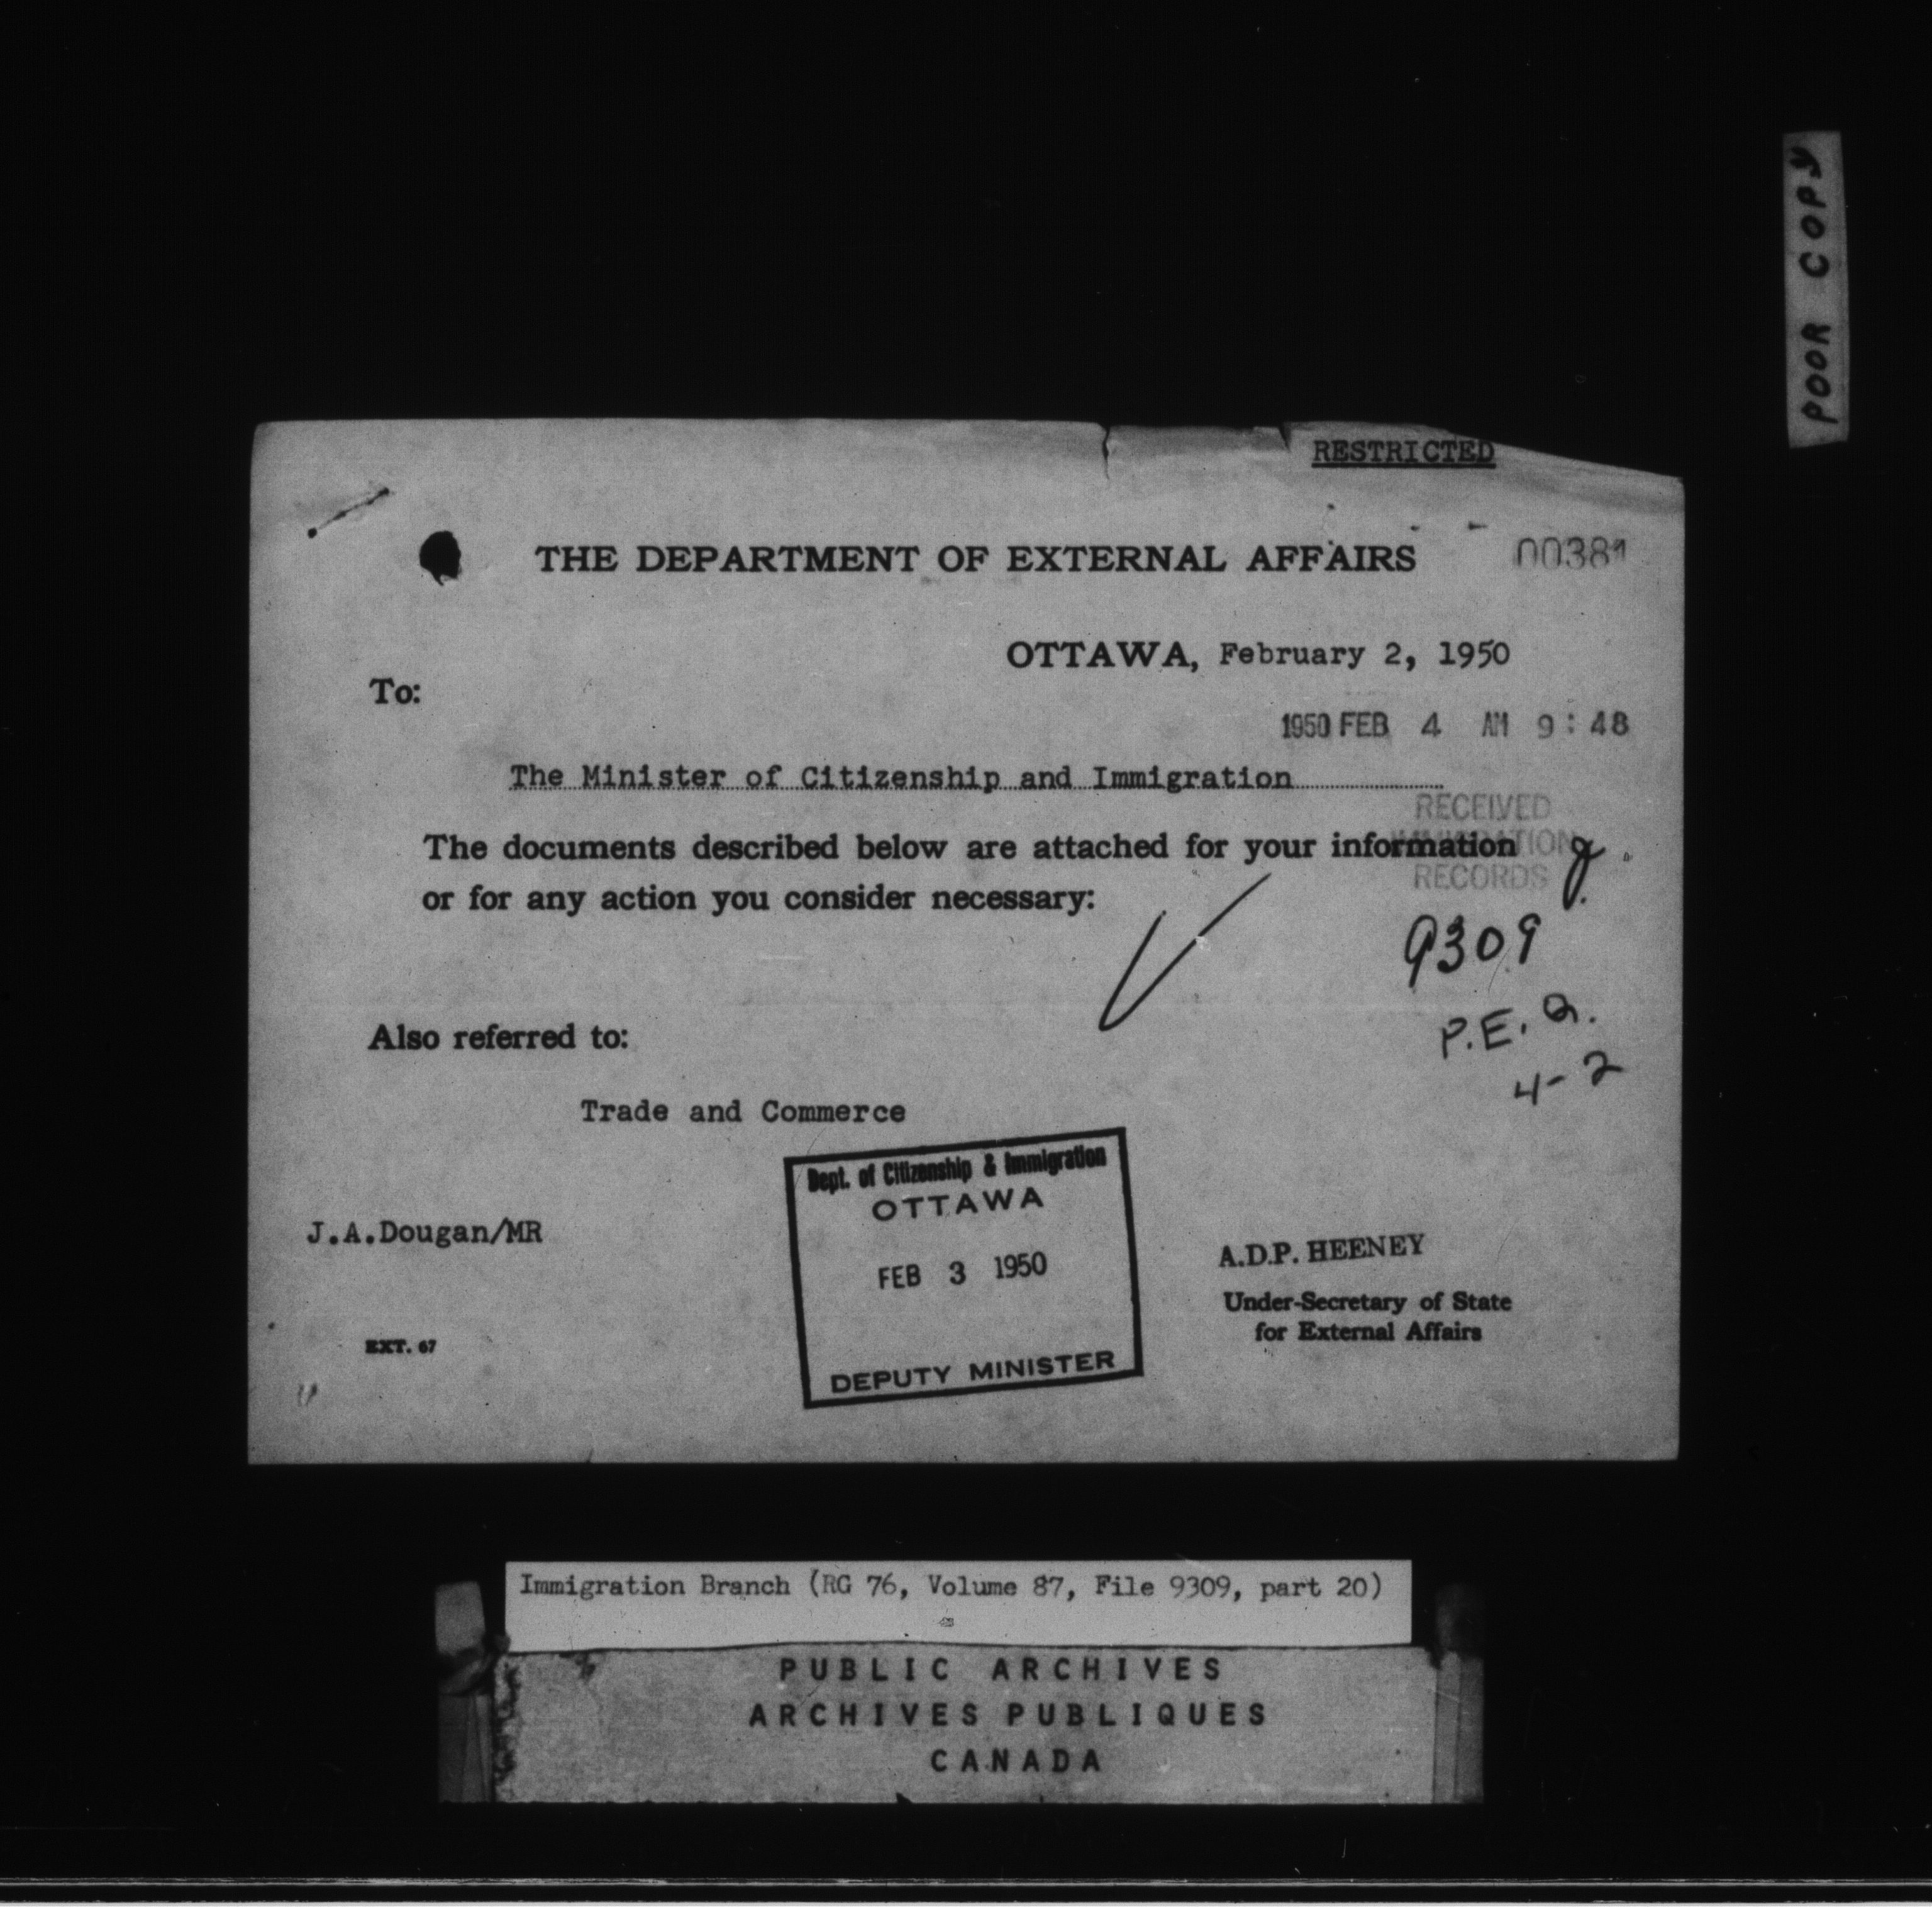 POOR COPY
RESTRICTED
THE DEPARTMENT OF EXTERNAL AFFAIRS
00381
OTTAWA, February 2, 1950
To:
1950 FEB 4 AM 9:48
The Minister of Citizenship and Immigration
RECEIVED
IMMIGRATION
RECORDS
The documents described below are attached for your information
or for any action you consider necessary:
9309
P.E.Q.
4-2
Also referred to:
Trade and Commerce
Dept. of Citizenship & Immigration
OTTAWA
FEB 3 1950
DEPUTY MINISTER
J.A.Dougan/MR
A.D.P. HEENEY
Under-Secretary of State
for External Affairs
EXT. 67
Immigration Branch (RG 76, Volume 87, File 9309, part 20)
PUBLIC ARCHIVES
ARCHIVES PUBLIQUES
CANADA